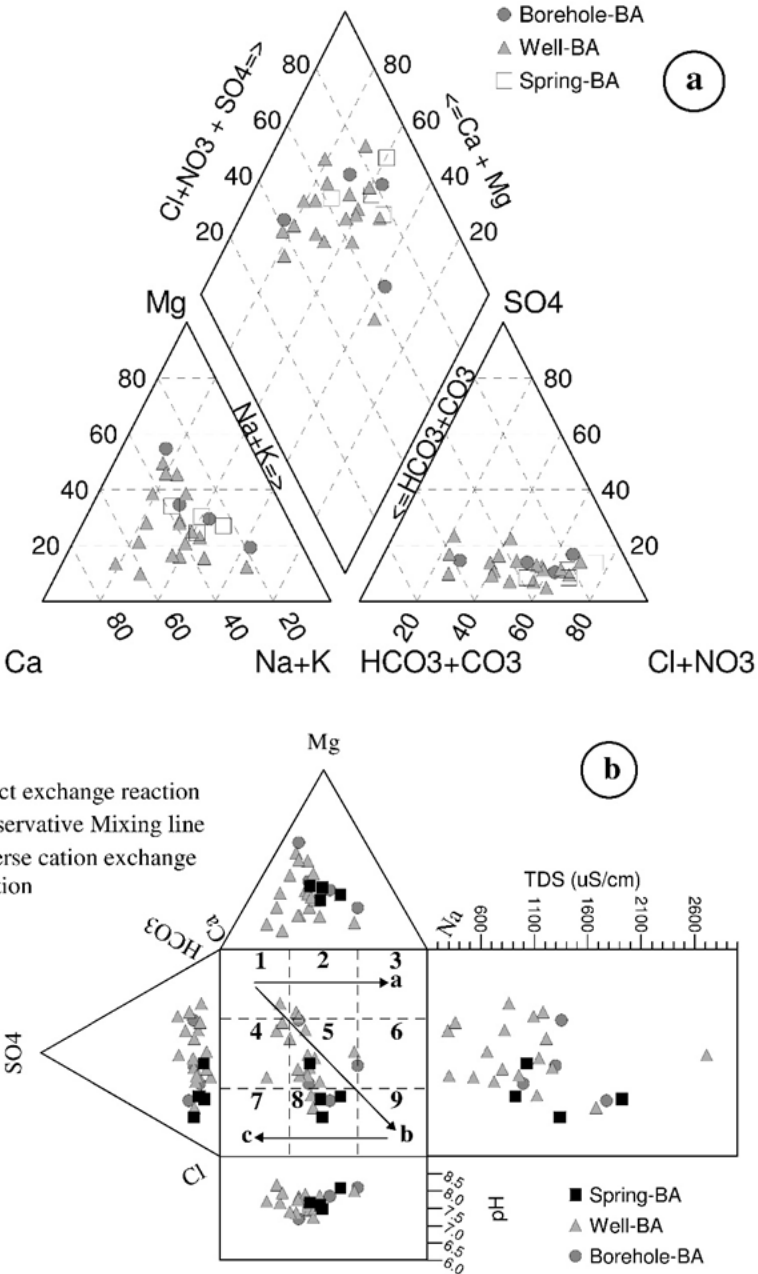 Borehole-BA
Well-BA
Spring-BA
a
Cl+NO3 + SO4=>
<=Ca + Mg
80
80
60
60
40
40
20
20
Mg
SO4
Na+K=>
<=HCO3+CO3
80
80
60
60
40
40
20
20
80
60
40
20
20
40
60
80
Ca
Na+K
HCO3+CO3
Cl+NO3
b
Mg
ct exchange reaction
servative Mixing line
erse cation exchange
tion
TDS (uS/cm)
HCO3
Ca
Na
600
1100
1600
2100
2600
1
2
3
a
SO4
4
5
6
7
8
9
c
b
Cl
8.5
8.0
7.5
7.0
6.5
6.0
pH
Spring-BA
Well-BA
Borehole-BA